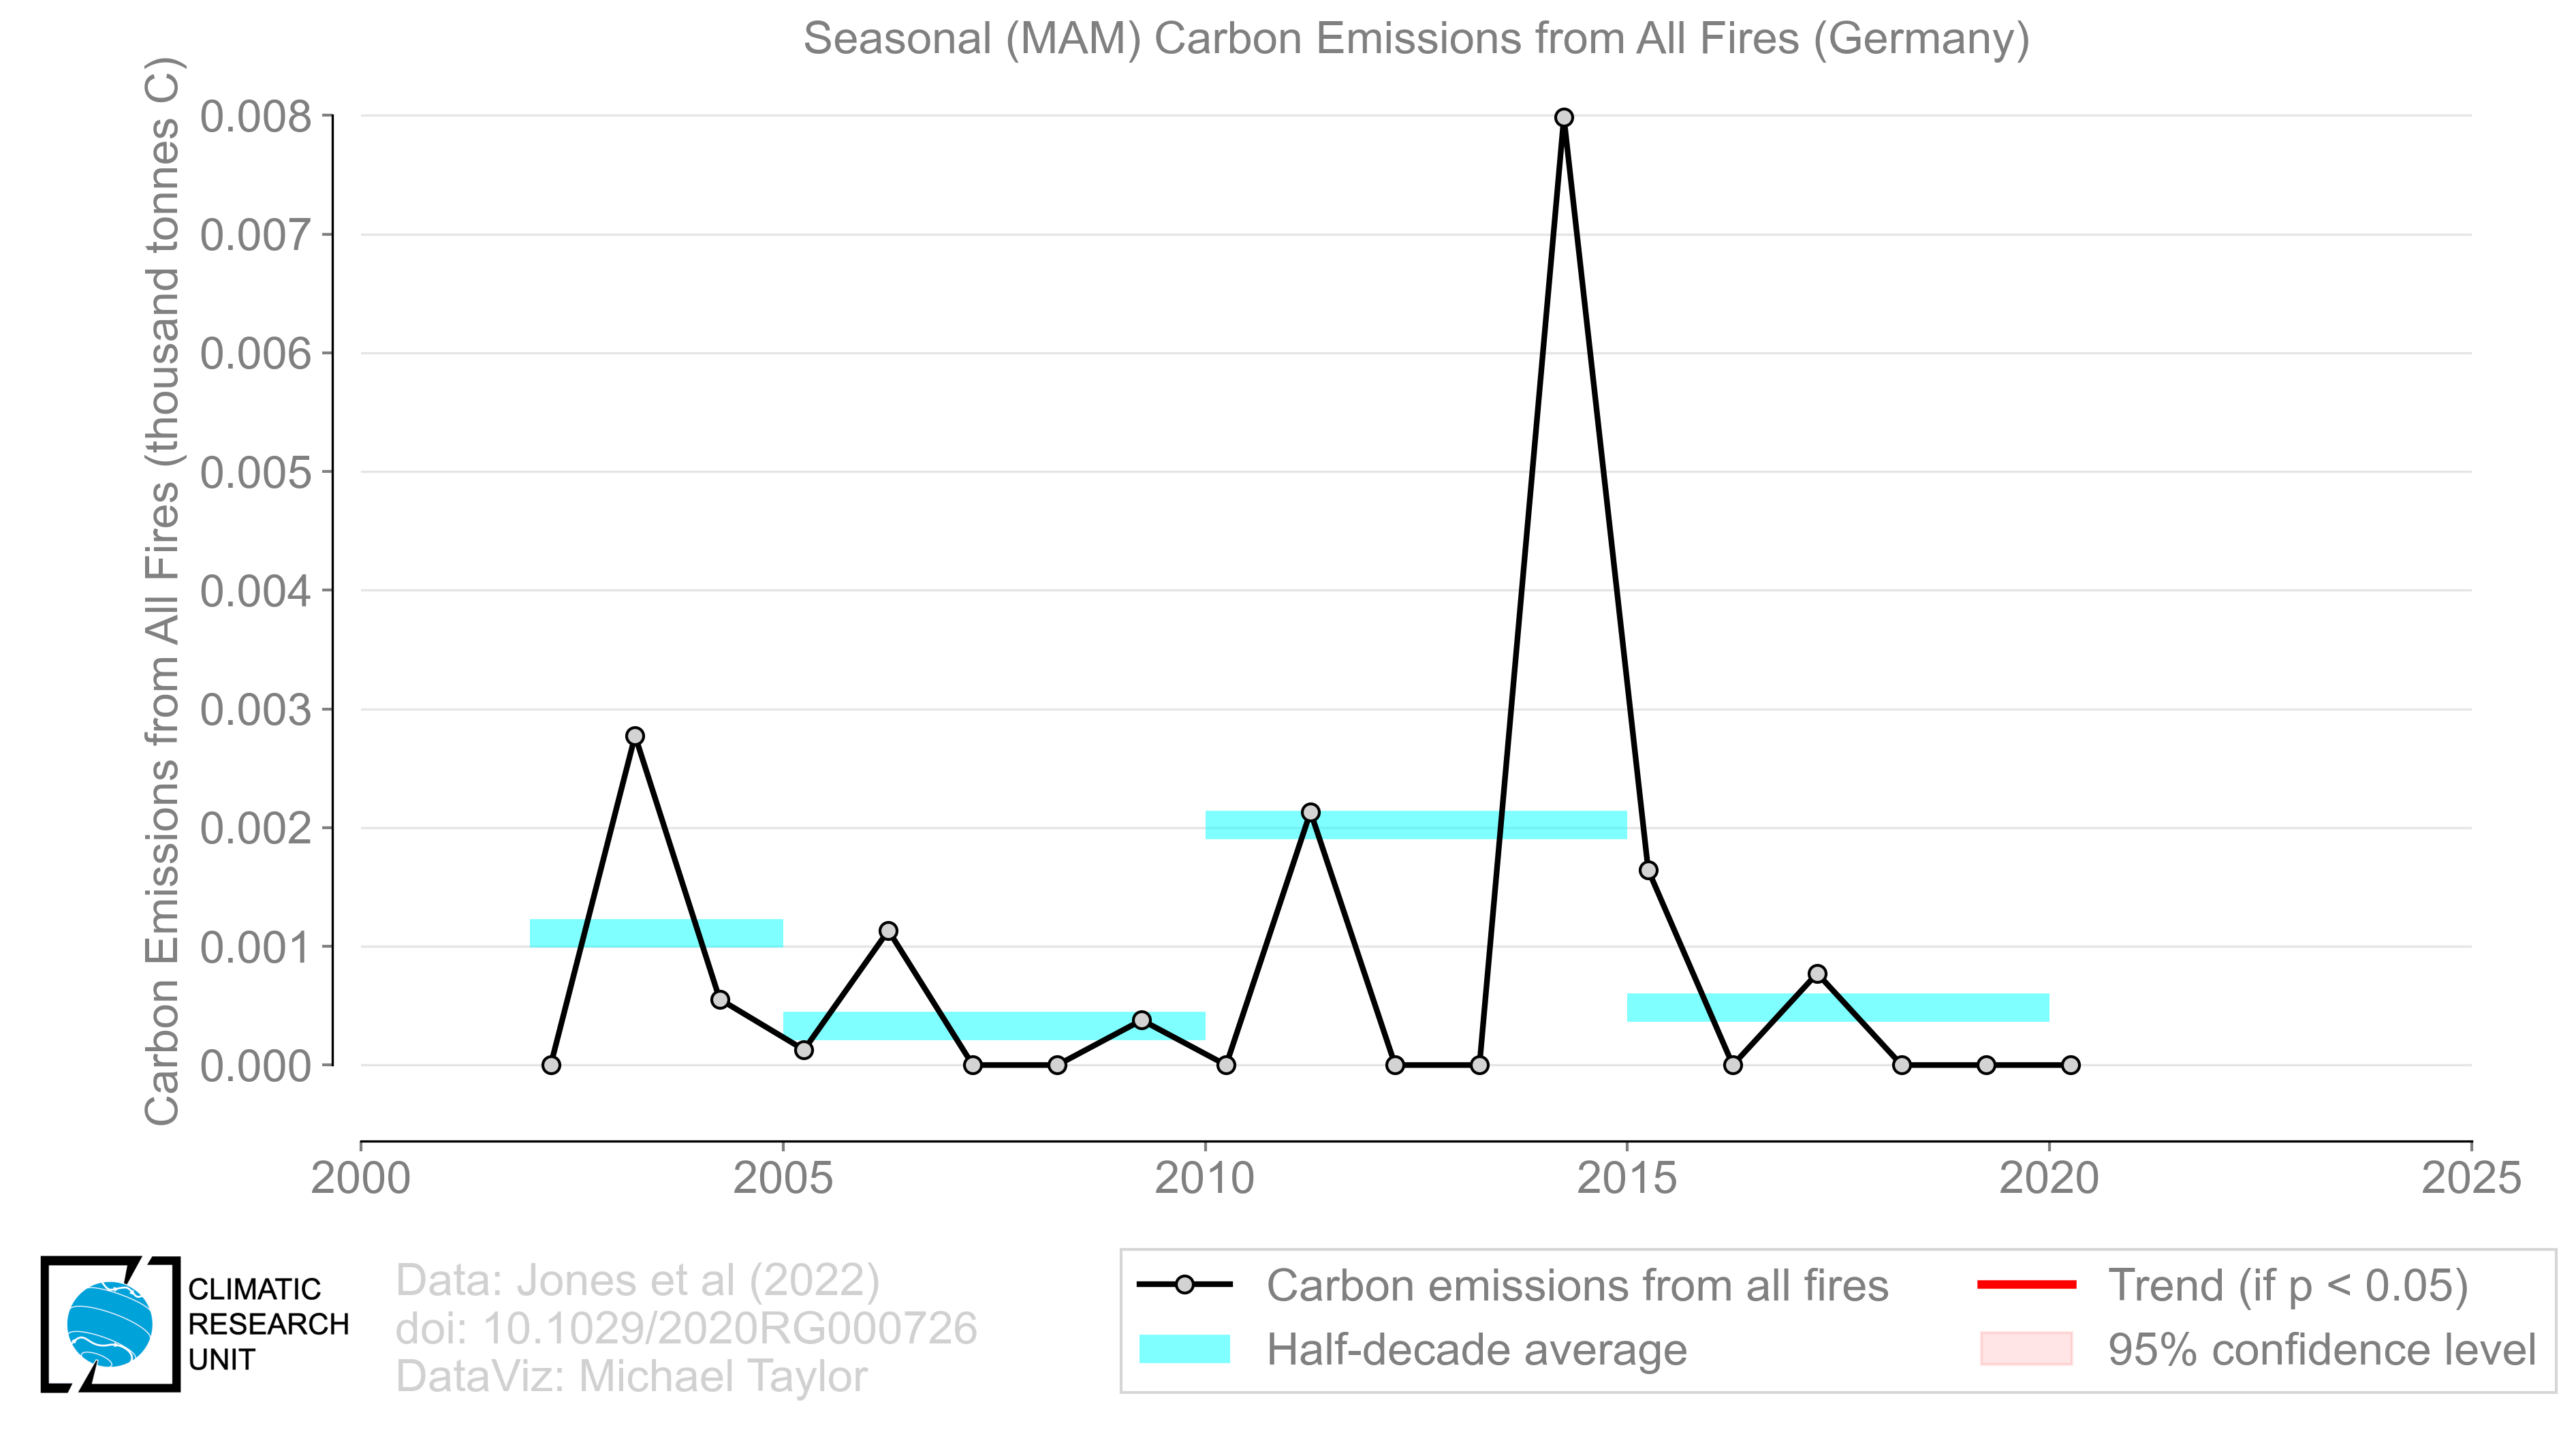 Seasonal (MAM) Carbon Emissions from All Fires (Germany)
Carbon Emissions from All Fires (thousand tonnes C)
0.008
0.007
0.006
0.005
0.004
0.003
0.002
0.001
0.000
2000
2005
2010
2015
2020
2025
CLIMATIC
RESEARCH
UNIT
Data: Jones et al (2022)
doi: 10.1029/2020RG000726
DataViz: Michael Taylor
Carbon emissions from all fires
Half-decade average
Trend (if p < 0.05)
95% confidence level